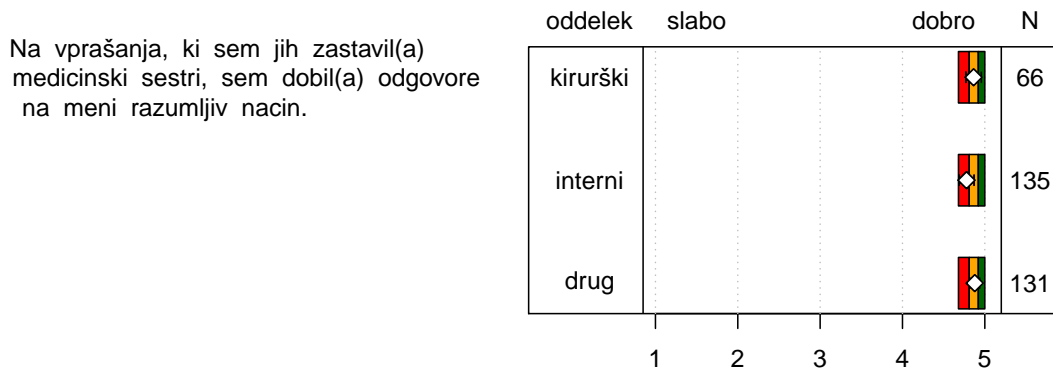 oddelek slabo dobro N
Na vprašanja, ki sem jih zastavil(a)
medicinski sestri, sem dobil(a) odgovore
na meni razumljiv nacin.
kirurški 66
interni 135
drug 131
1 2 3 4 5